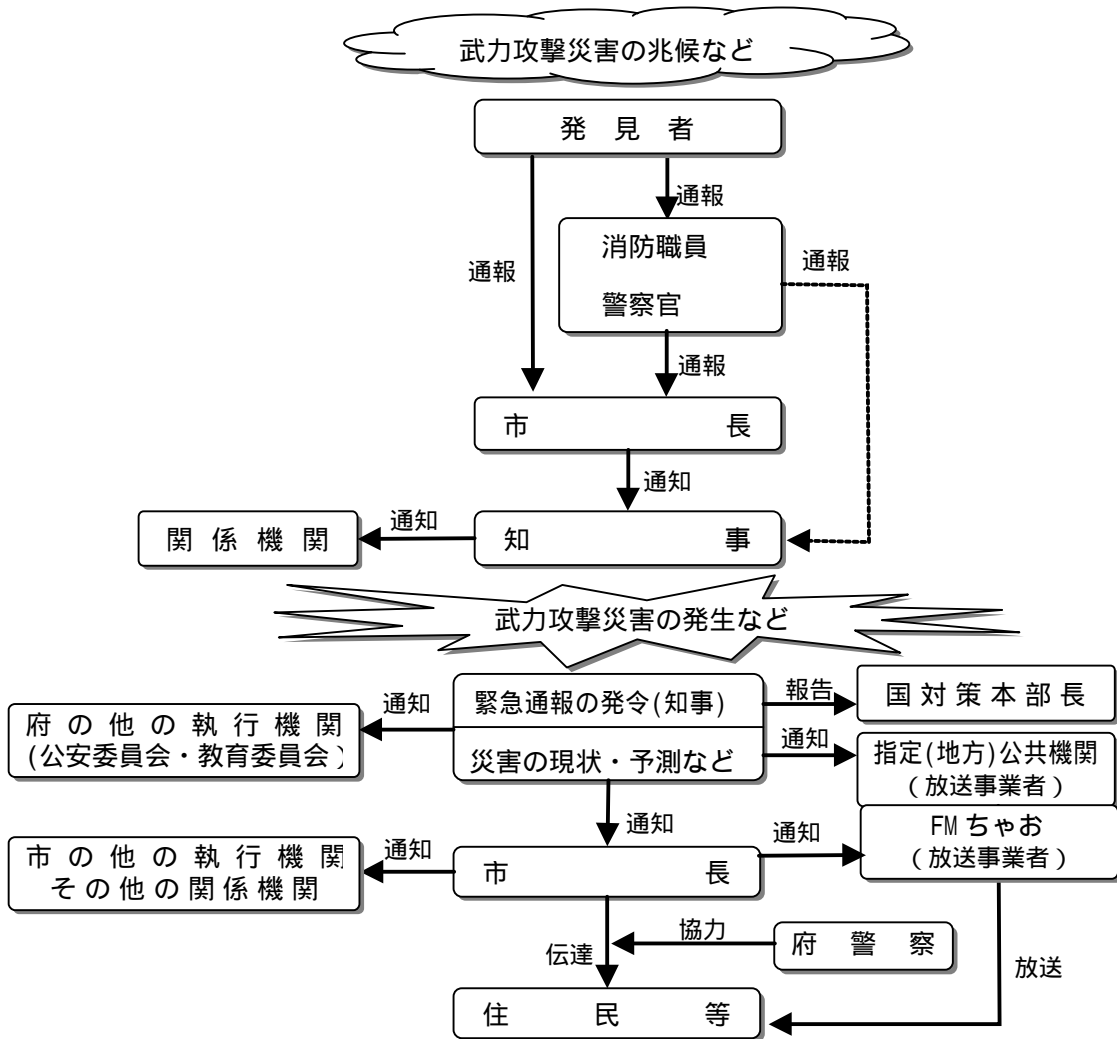 武力攻撃災害の兆候など
発見者
通報
消防職員
通報
通報
警察官
通報
市長
通知
通知
関係機関
知事
武力攻撃災害の発生など
緊急通報の発令(知事)
報告
国対策本部長
通知
府の他の執行機関
(公安委員会・教育委員会)
災害の現状・予測など
通知
指定(地方)公共機関
(放送事業者)
通知
FMちゃお
(放送事業者)
通知
市の他の執行機関
その他の関係機関
通知
市長
協力
府警察
伝達
放送
住民等